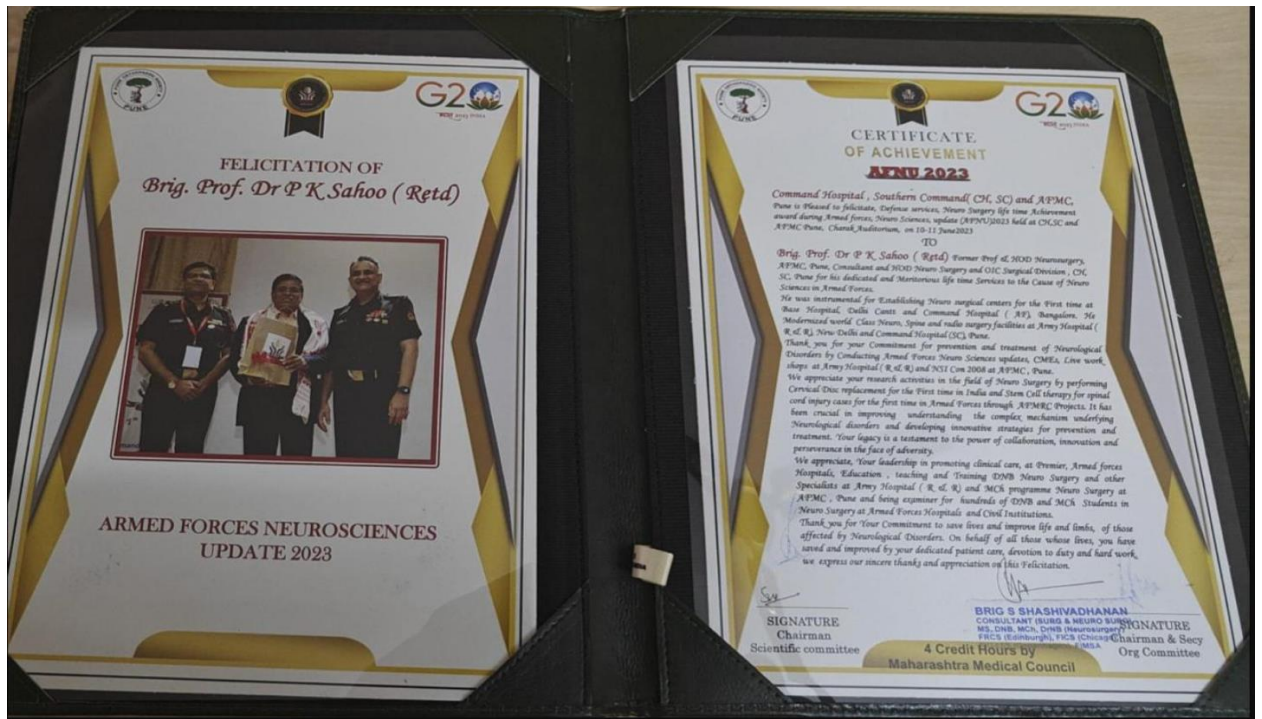 PUNE
G20
FELICITATION OF
Brig. Prof. Dr P K Sahoo ( Retd)
ARMED FORCES NEUROSCIENCES
UPDATE 2023
PUNE
G20
CERTIFICATE
OF ACHIEVEMENT
AFNU 2023
Command Hospital , Southern Command( CH, SC) and AFMC,
Pune is Pleased to felicitate, Defense services, Neuro Surgery life time Achievement
award during Armed forces, Neuro Sciences, update (AFNU)2023 held at CH,SC and
AFMC Pune, Charak Auditorium, on 10-11 June2023
TO
Brig. Prof. Dr P K Sahoo ( Retd) Former Prof & HOD Neurosurgery,
AFMC, Pune, Consultant and HOD Neuro Surgery and OIC Surgical Division , CH,
SC, Pune for his dedicated and Meritorious life time Services to the Cause of Neuro
Sciences in Armed Forces.
He was instrumental for Establishing Neuro surgical centers for the First time at
Base Hospital, Delhi Cantt and Command Hospital ( AF), Bangalore. He
Modernized world Class Neuro, Spine and radio surgery facilities at Army Hospital (
R & R), New Delhi and Command Hospital (SC), Pune.
Thank you for your Commitment for prevention and treatment of Neurological
Disorders by Conducting Armed Forces Neuro Sciences updates, CMEs, Live work
shops at Army Hospital ( R & R) and NSI Con 2008 at AFMC , Pune.
We appreciate your research activities in the field of Neuro Surgery by performing
Cervical Disc replacement for the First time in India and Stem Cell therapy for spinal
cord injury cases for the first time in Armed Forces through AFMRC Projects. It has
been crucial in improving understanding the complex mechanism underlying
Neurological disorders and developing innovative strategies for prevention and
treatment. Your legacy is a testament to the power of collaboration, innovation and
perseverance in the face of adversity.
We appreciate, Your leadership in promoting clinical care, at Premier, Armed forces
Hospitals, Education , teaching and Training DNB Neuro Surgery and other
Specialists at Army Hospital ( R & R) and MCh programme Neuro Surgery at
AFMC , Pune and being examiner for hundreds of DNB and MCh Students in
Neuro Surgery at Armed Forces Hospitals and Civil Institutions.
Thank you for Your Commitment to save lives and improve life and limbs, of those
affected by Neurological Disorders. On behalf of all those whose lives, you have
saved and improved by your dedicated patient care, devotion to duty and hard work,
we express our sincere thanks and appreciation on this Felicitation.
SIGNATURE
Chairman
Scientific committee
BRIG S SHASHIVADHANAN
CONSULTANT (SURG & NEURO SURG)
MS, DNB, MCh, DrNB (Neurosurgery)
FRCS (Edinburgh), FICS (Chicago)
SIGNATURE
Chairman & Secy
Org Committee
4 Credit Hours by
Maharashtra Medical Council